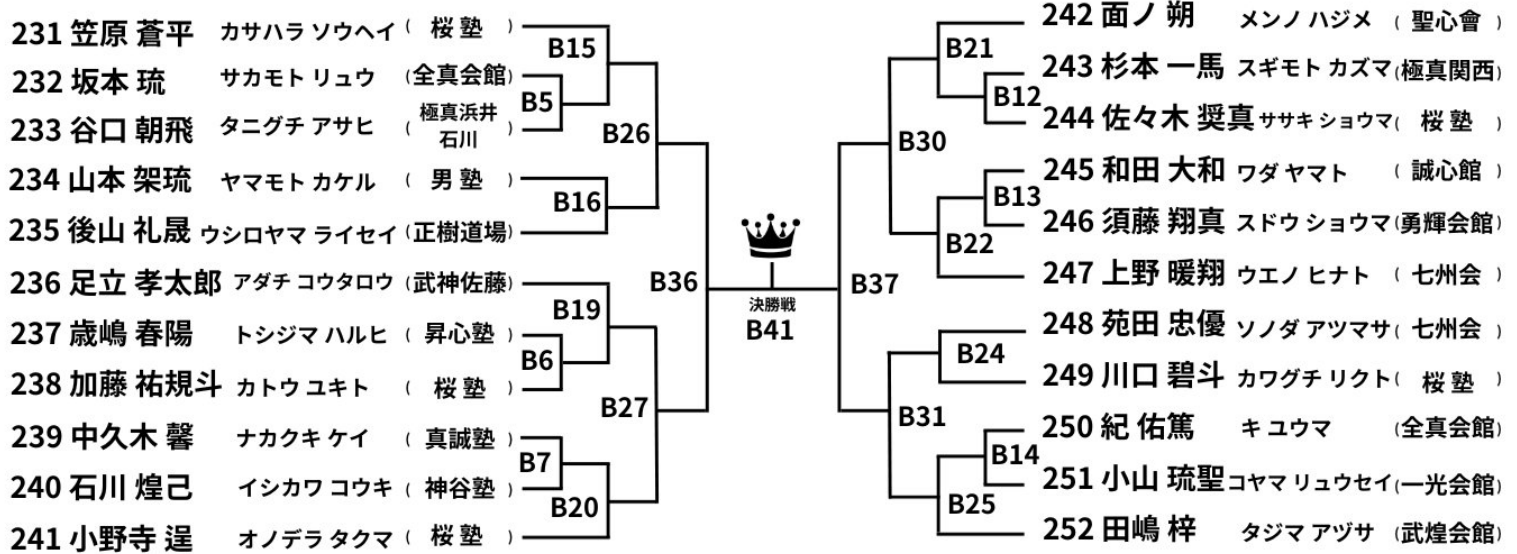 231 笠原 蒼平 カサハラ ソウヘイ ( 桜 塾 )
B15
232 坂本 琉 サカモト リュウ (全真会館)
B5
233 谷口 朝飛 タニグチ アサヒ ( 極真浜井 石川 )
B26
234 山本 架琉 ヤマモト カケル ( 男 塾 )
B16
235 後山 礼晟 ウシロヤマ ライセイ (正樹道場)
B36
236 足立 孝太郎 アダチ コウタロウ (武神佐藤)
B19
237 歳嶋 春陽 トシジマ ハルヒ ( 昇心塾 )
B6
238 加藤 祐規斗 カトウ ユキト ( 桜 塾 )
B27
239 中久木 馨 ナカクキ ケイ ( 真誠塾 )
B7
240 石川 煌己 イシカワ コウキ ( 神谷塾 )
B20
241 小野寺 逞 オノデラ タクマ ( 桜 塾 )
決勝戦
B41
242 面ノ 朔 メンノ ハジメ ( 聖心會 )
B21
243 杉本 一馬 スギモト カズマ (極真関西)
B12
244 佐々木 奨真 ササキ ショウマ ( 桜 塾 )
B30
245 和田 大和 ワダ ヤマト ( 誠心館 )
B13
246 須藤 翔真 スドウ ショウマ (勇輝会館)
B22
247 上野 暖翔 ウエノ ヒナト ( 七州会 )
B37
248 苑田 忠優 ソノダ アツマサ ( 七州会 )
B24
249 川口 碧斗 カワグチ リクト ( 桜 塾 )
B31
250 紀 佑篤 キ ユウマ (全真会館)
B14
251 小山 琉聖 コヤマ リュウセイ (一光会館)
B25
252 田嶋 梓 タジマ アヅサ (武煌会館)